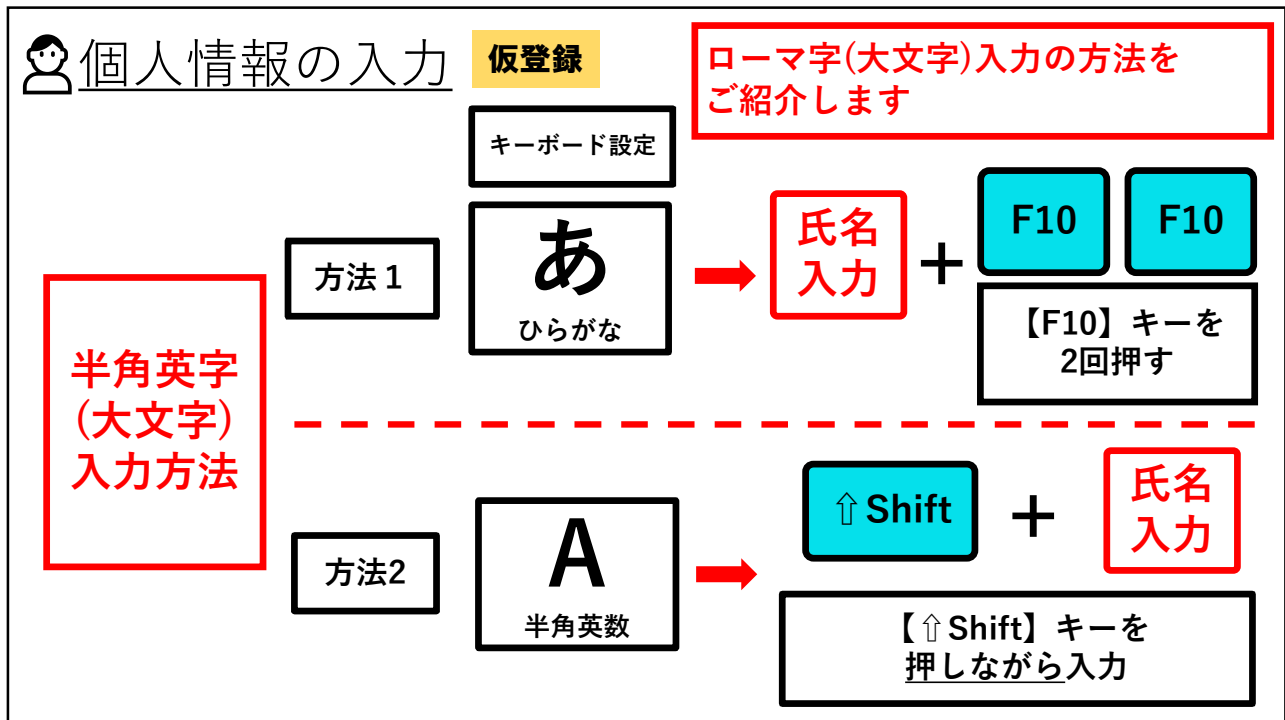 個人情報の入力
仮登録
ローマ字(大文字)入力の方法を
ご紹介します
キーボード設定
半角英字
(大文字)
入力方法
方法１
あ
ひらがな
氏名
入力
+
F10
F10
【F10】キーを
2回押す
方法2
A
半角英数
⇧Shift
+
氏名
入力
【⇧Shift】キーを
押しながら入力